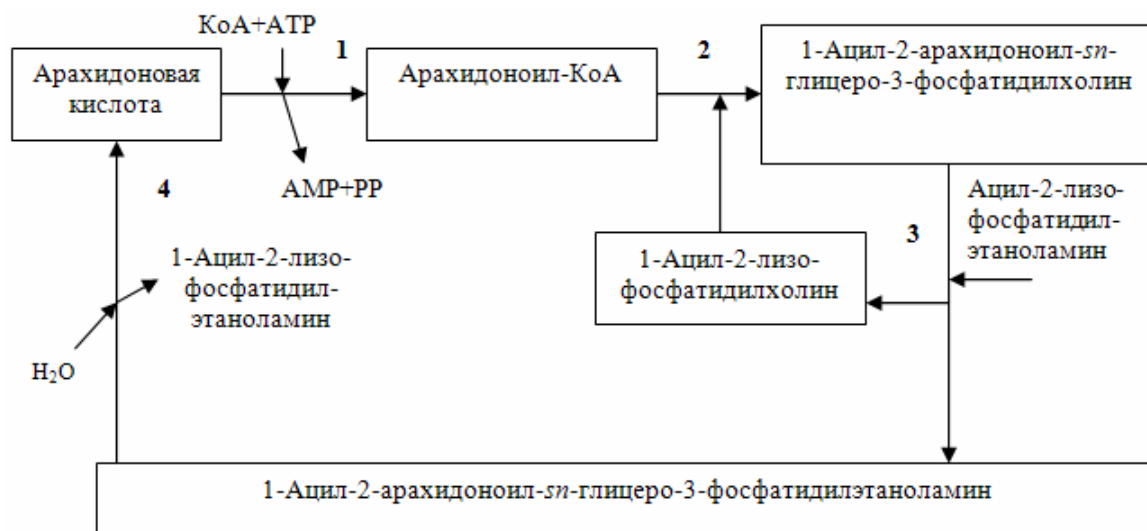 КоА+АТР
1
2
Арахидоновая
кислота
Арахидоноил-КоА
1-Ацил-2-арахидоноил-sn-
глицеро-3-фосфатидилхолин
АМР+РР
4
3
Ацил-2-лизо-
фосфатидил-
этаноламин
1-Ацил-2-лизо-
фосфатидил-
этаноламин
1-Ацил-2-лизо-
фосфатидилхолин
H₂O
1-Ацил-2-арахидоноил-sn-глицеро-3-фосфатидилэтаноламин